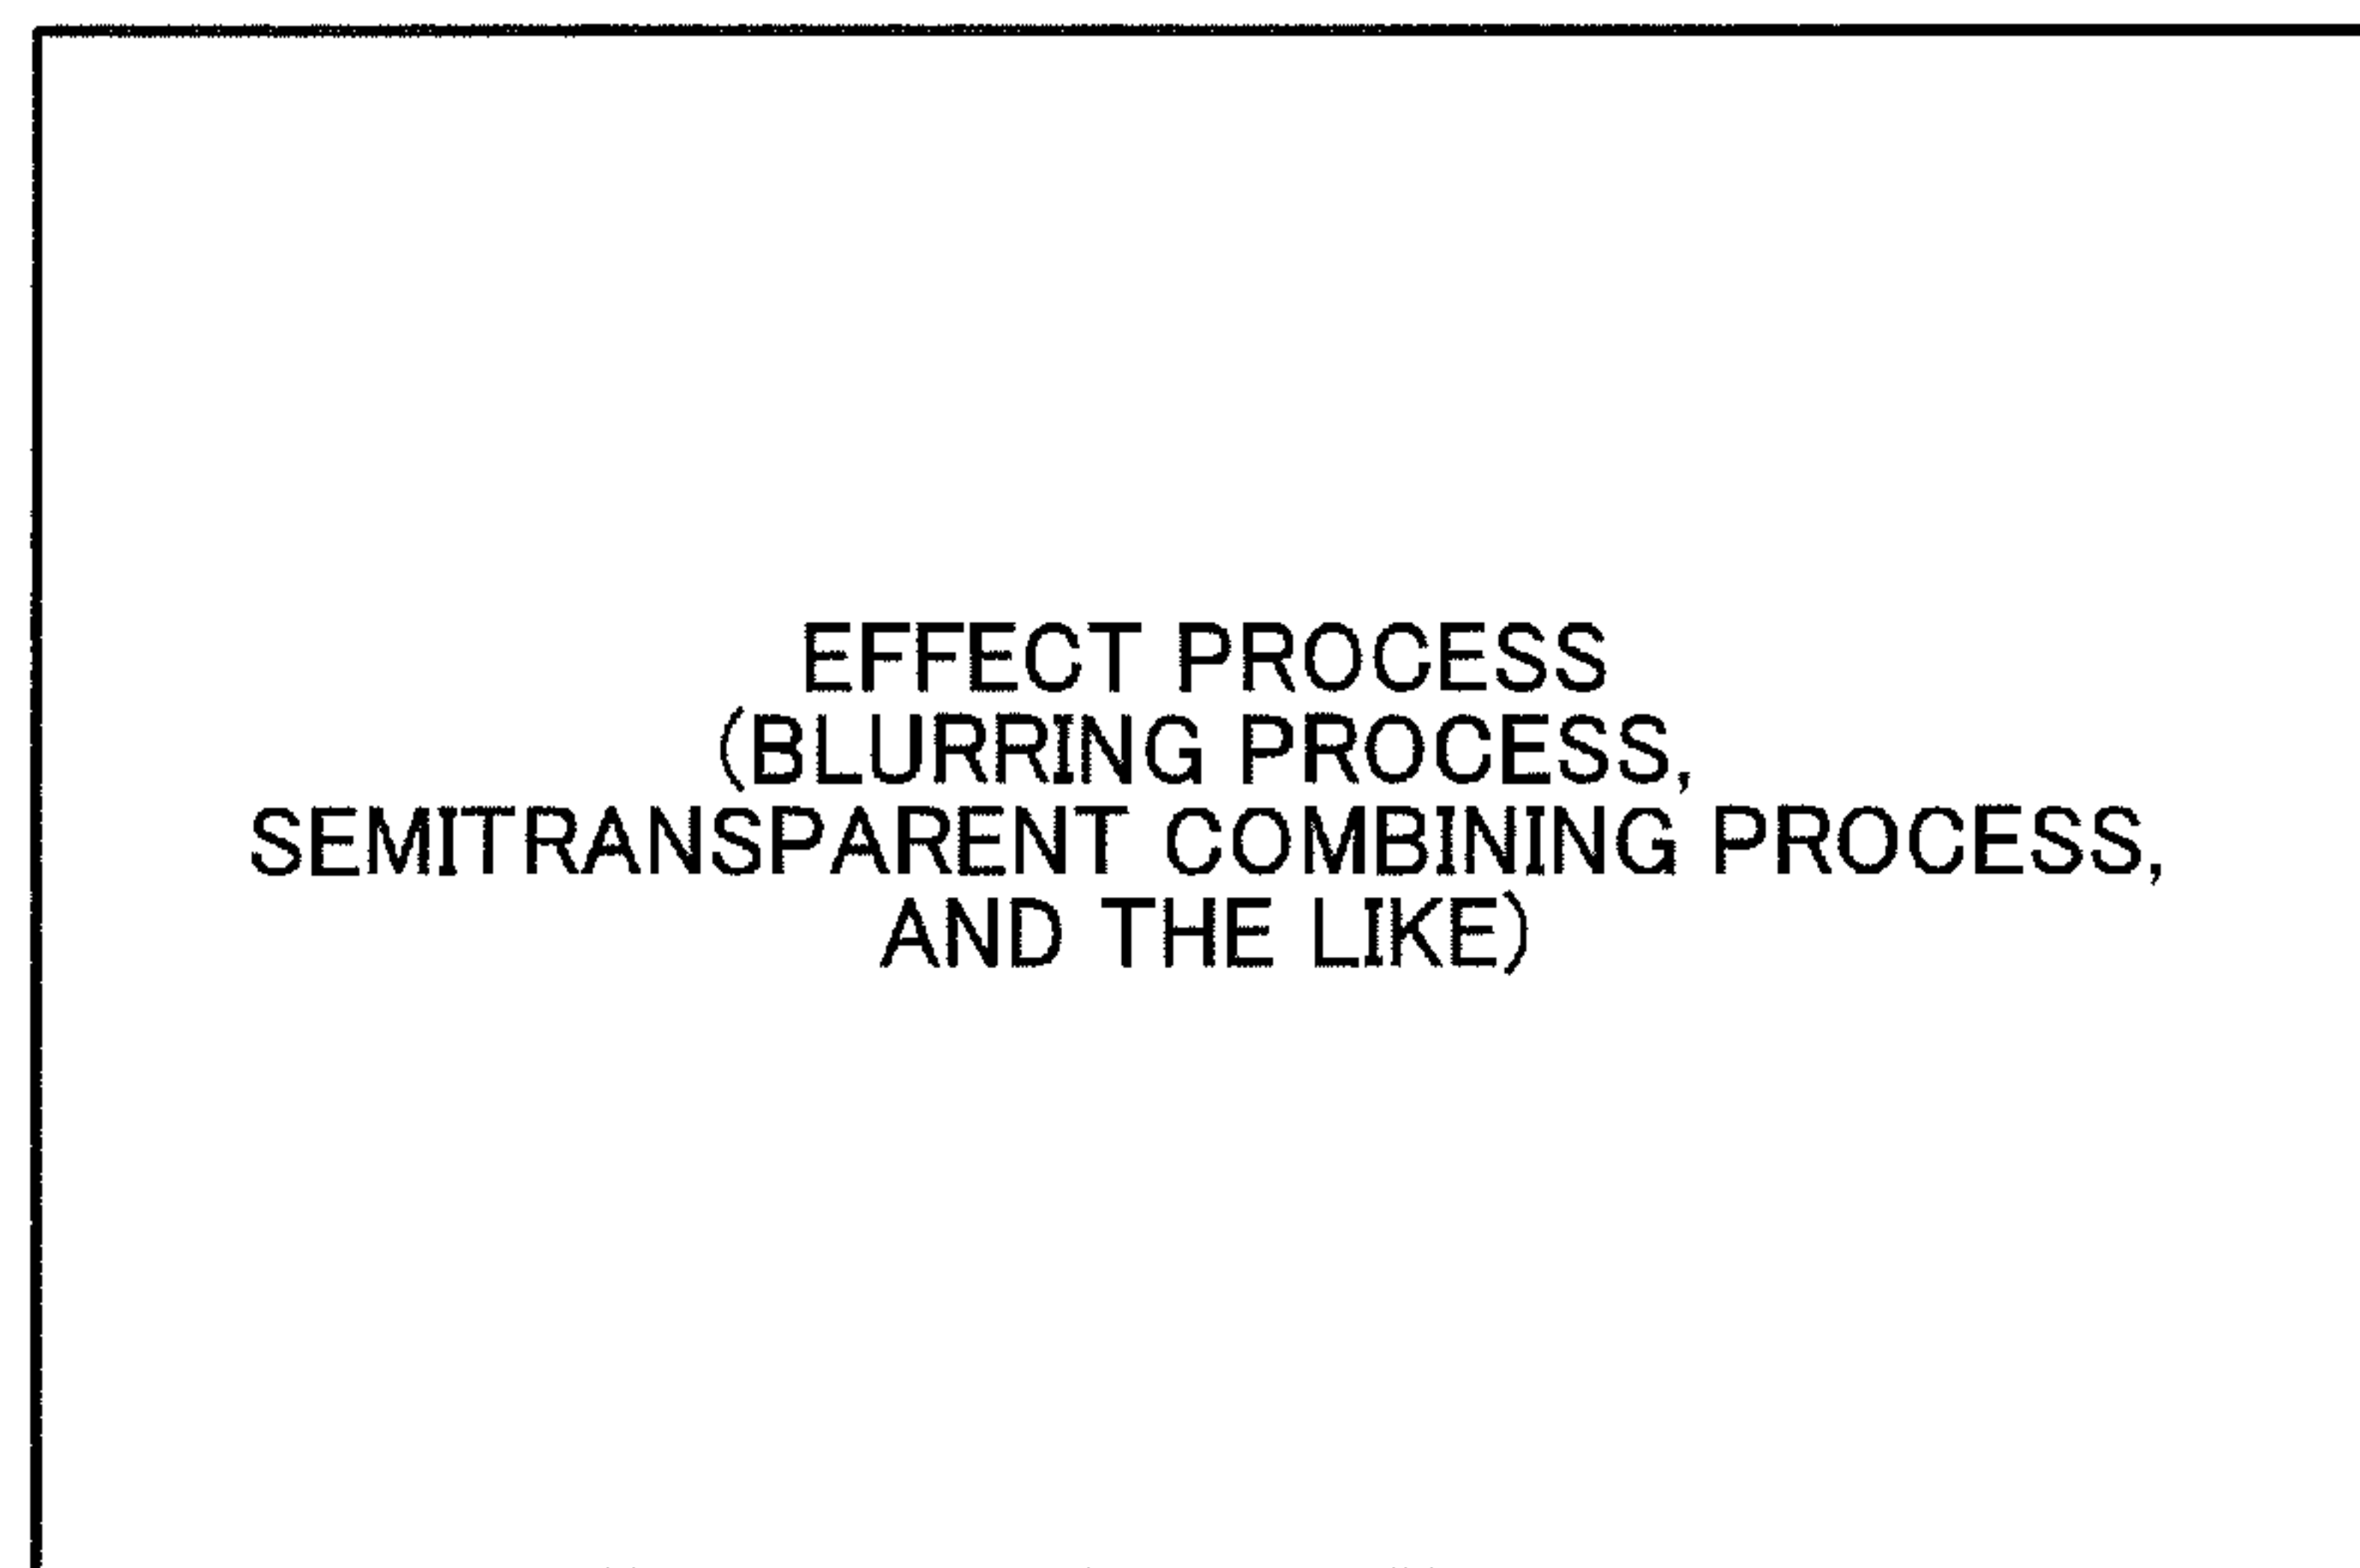 EFFECT PROCESS
(BLURRING PROCESS,
SEMITRANSPARENT COMBINING PROCESS,
AND THE LIKE)